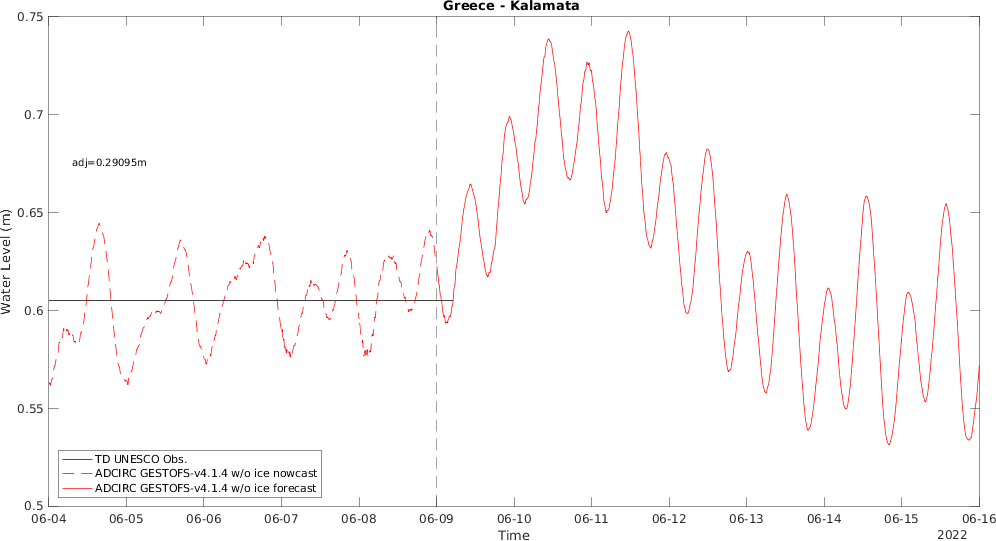 Greece - Kalamata
0.75
0.7
0.65
0.6
0.55
0.5
Water Level (m)
adj=0.29095m
TD UNESCO Obs.
ADCIRC GESTOFS-v4.1.4 w/o ice nowcast
ADCIRC GESTOFS-v4.1.4 w/o ice forecast
06-04 06-05 06-06 06-07 06-08 06-09 06-10 06-11 06-12 06-13 06-14 06-15 06-16
Time
2022